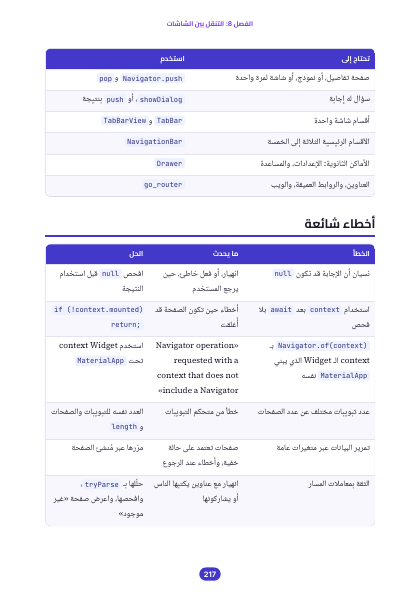 الفصل 8: التنقل بين الشاشات
تحتاج إلى استخدم
صفحة تفاصيل، أو نموذج، أو شاشة لمرة واحدة Navigator.push و pop
سؤال له إجابة showDialog ، أو push بنتيجة
أقسام شاشة واحدة TabBar و TabBarView
الأقسام الرئيسية الثلاثة إلى الخمسة NavigationBar
الأماكن الثانوية: الإعدادات، والمساعدة Drawer
العناوين، والروابط العميقة، والويب go_router
أخطاء شائعة
الخطأ ما يحدث الحل
نسيان أن الإجابة قد تكون null
انهيار، أو فعل خاطئ، حين
يرجع المستخدم
افحص null قبل استخدام
النتيجة
استخدام context بعد await بلا
فحص
أخطاء حين تكون الصفحة قد
أُغلقت
if (!context.mounted)
return;
Navigator.of(context) بـ
context الـ Widget الذي يبني
MaterialApp نفسه
«Navigator operation
requested with a
context that does not
include a Navigator»
استخدم context Widget
تحت MaterialApp
عدد تبويبات مختلف عن عدد الصفحات
خطأ من متحكم التبويبات
العدد نفسه للتبويبات والصفحات
و length
تمرير البيانات عبر متغيرات عامة
صفحات تعتمد على حالة
خفية، وأخطاء عند الرجوع
مرّرها عبر مُنشئ الصفحة
الثقة بمعاملات المسار
انهيار مع عناوين يكتبها الناس
أو يشاركونها
حلّلها بـ tryParse ،
وافحصها، واعرض صفحة «غير
موجود»
217